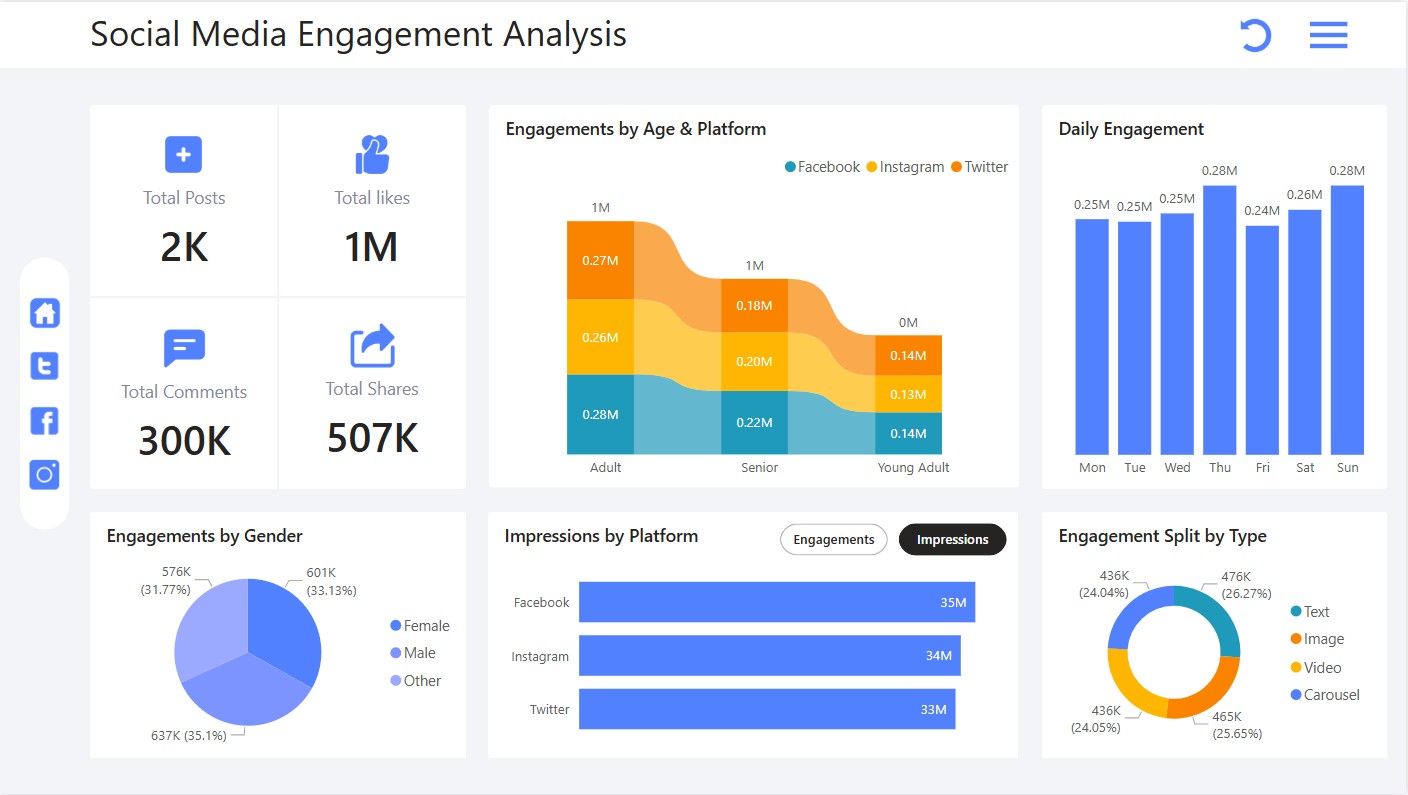 Social Media Engagement Analysis
Total Posts
2K
Total likes
1M
Total Comments
300K
Total Shares
507K
Engagements by Age & Platform
Facebook Instagram Twitter
1M
0.27M
0.26M
0.28M
1M
0.18M
0.20M
0.22M
0M
0.14M
0.13M
0.14M
Adult Senior Young Adult
Daily Engagement
0.25M 0.25M 0.25M 0.28M 0.24M 0.26M 0.28M
Mon Tue Wed Thu Fri Sat Sun
Engagements by Gender
576K
(31.77%)
601K
(33.13%)
637K (35.1%)
Female
Male
Other
Impressions by Platform
Engagements Impressions
Facebook 35M
Instagram 34M
Twitter 33M
Engagement Split by Type
436K
(24.04%)
476K
(26.27%)
436K
(24.05%)
465K
(25.65%)
Text
Image
Video
Carousel